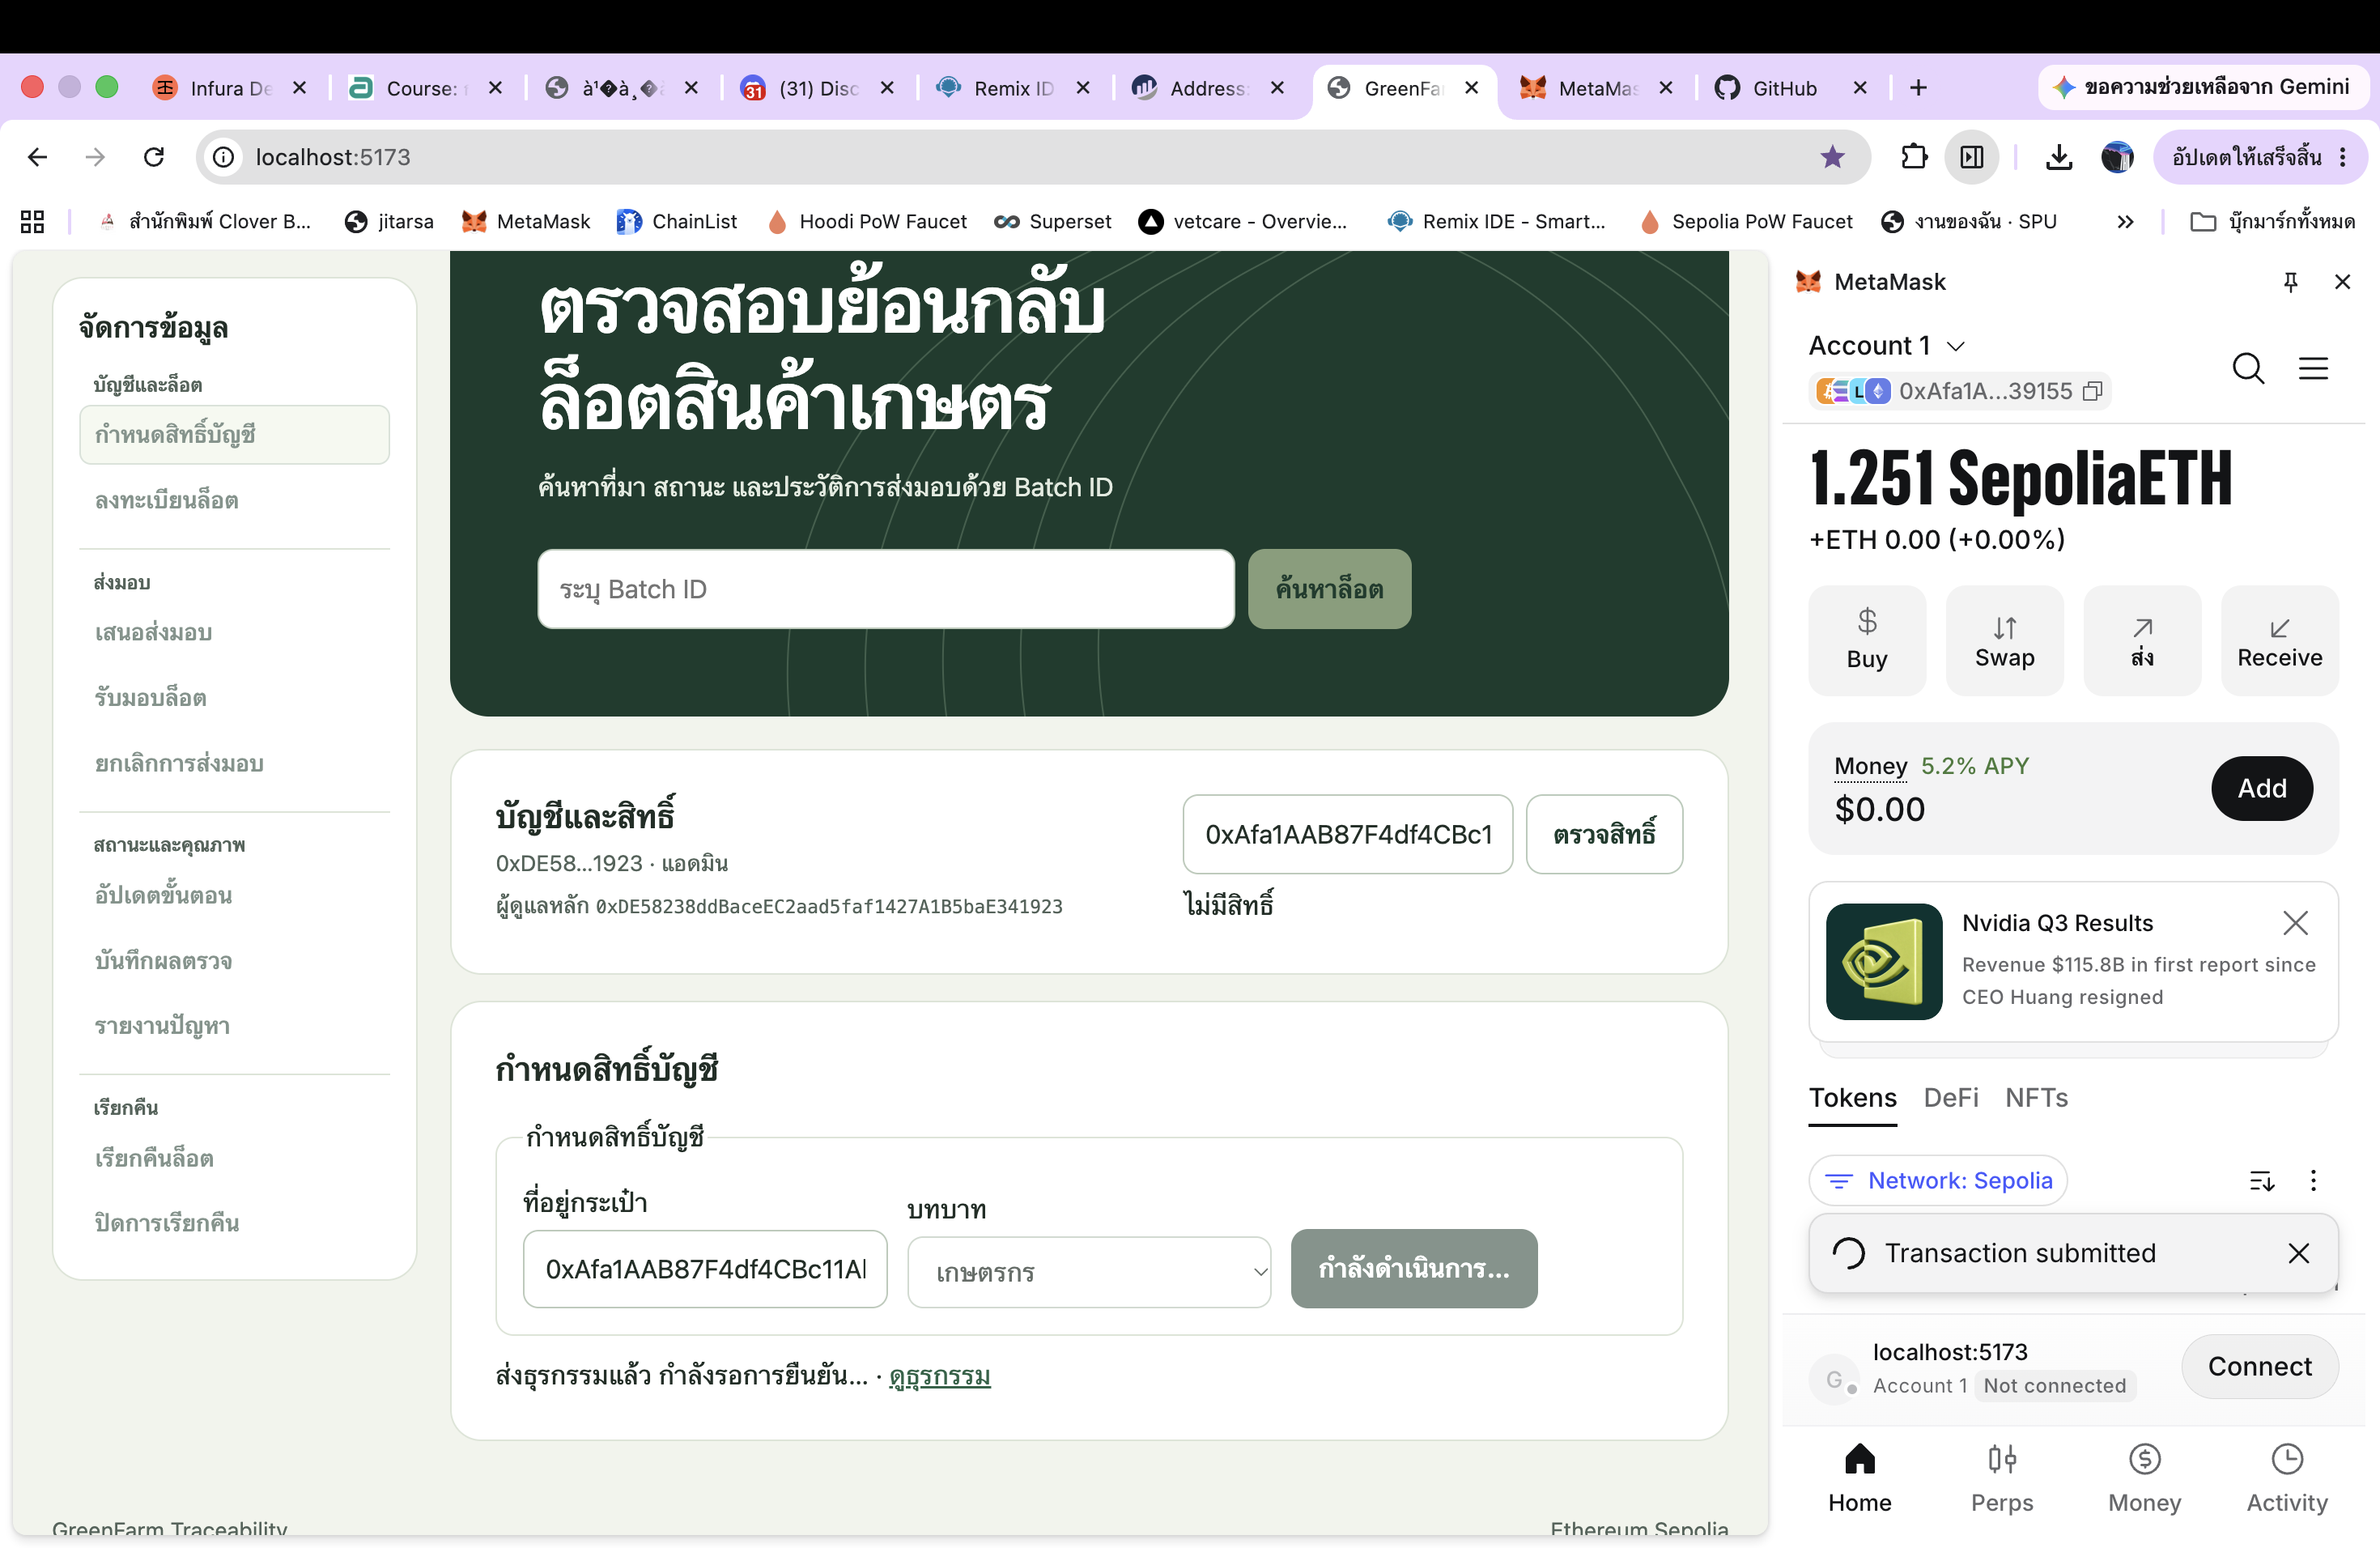 Infura De
Course: f
(31) Disc
Remix ID
Address:
GreenFar
MetaMas
GitHub
ขอความช่วยเหลือจาก Gemini
localhost:5173
อัปเดตให้เสร็จสิ้น
สำนักพิมพ์ Clover B...
jitarsa
MetaMask
ChainList
Hoodi PoW Faucet
Superset
vetcare - Overvie...
Remix IDE - Smart...
Sepolia PoW Faucet
งานของฉัน · SPU
บุ๊กมาร์กทั้งหมด
จัดการข้อมูล
บัญชีและล็อต
กำหนดสิทธิ์บัญชี
ลงทะเบียนล็อต
ส่งมอบ
เสนอส่งมอบ
รับมอบล็อต
ยกเลิกการส่งมอบ
สถานะและคุณภาพ
อัปเดตขั้นตอน
บันทึกผลตรวจ
รายงานปัญหา
เรียกคืน
เรียกคืนล็อต
ปิดการเรียกคืน
ตรวจสอบย้อนกลับ
ล็อตสินค้าเกษตร
ค้นหาที่มา สถานะ และประวัติการส่งมอบด้วย Batch ID
ระบุ Batch ID
ค้นหาล็อต
บัญชีและสิทธิ์
0xDE58...1923 · แอดมิน
ผู้ดูแลหลัก 0xDE58238ddBaceEC2aad5faf1427A1B5baE341923
0xAfa1AAB87F4df4CBc1
ตรวจสิทธิ์
ไม่มีสิทธิ์
กำหนดสิทธิ์บัญชี
กำหนดสิทธิ์บัญชี
ที่อยู่กระเป๋า
0xAfa1AAB87F4df4CBc11Al
บทบาท
เกษตรกร
กำลังดำเนินการ...
ส่งธุรกรรมแล้ว กำลังรอการยืนยัน... · ดูธุรกรรม
GreenFarm Traceability
Ethereum Sepolia
MetaMask
Account 1
0xAfa1A...39155
1.251 SepoliaETH
+ETH 0.00 (+0.00%)
Buy
Swap
ส่ง
Receive
Money 5.2% APY
$0.00
Add
Nvidia Q3 Results
Revenue $115.8B in first report since
CEO Huang resigned
Tokens
DeFi
NFTs
Network: Sepolia
Transaction submitted
localhost:5173
Account 1 Not connected
Connect
Home
Perps
Money
Activity